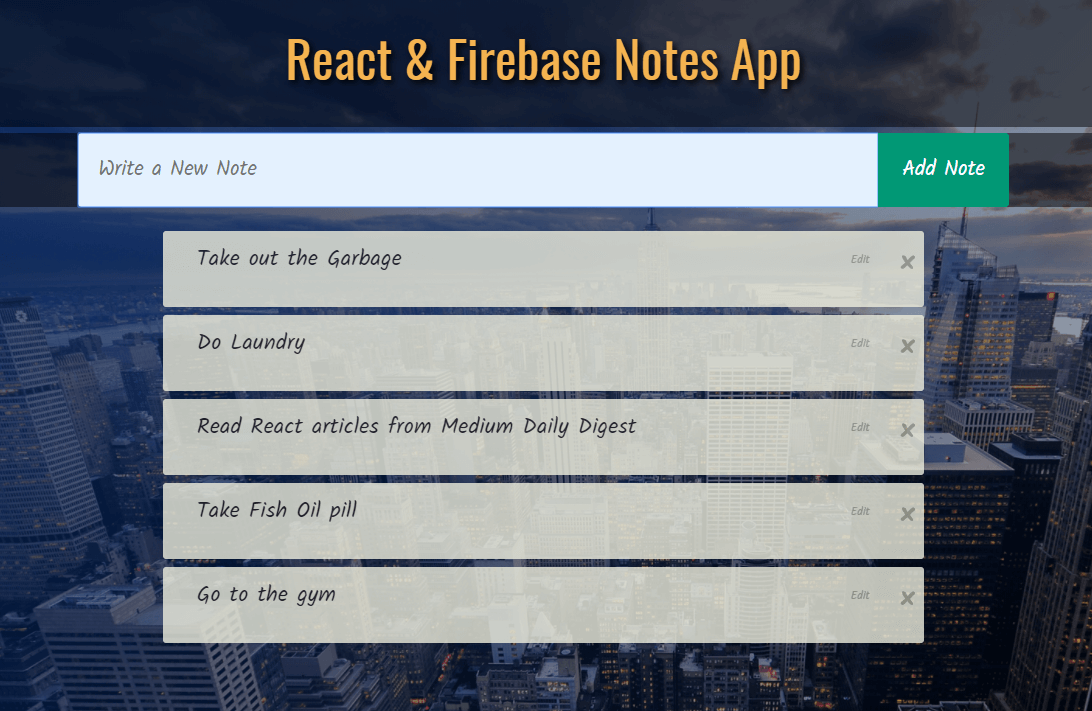 React & Firebase Notes App
Write a New Note
Add Note
Take out the Garbage
Edit
Do Laundry
Edit
Read React articles from Medium Daily Digest
Edit
Take Fish Oil pill
Edit
Go to the gym
Edit